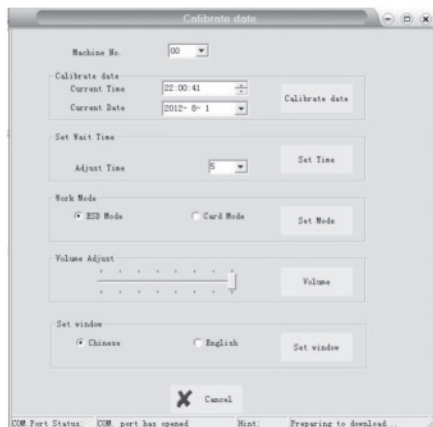 Calibrate date
Machine No. 00
Calibrate date
Current Time 22:00:41
Current Date 2012- 8- 1
Calibrate date
Set Wait Time
Adjust Time 5
Set Time
Work Mode
ESD Mode Card Mode
Set Mode
Volume Adjust
Volume
Set window
Chinese English
Set window
Cancel
COM.Port Status: COM. port has opened Hint: Preparing to download...